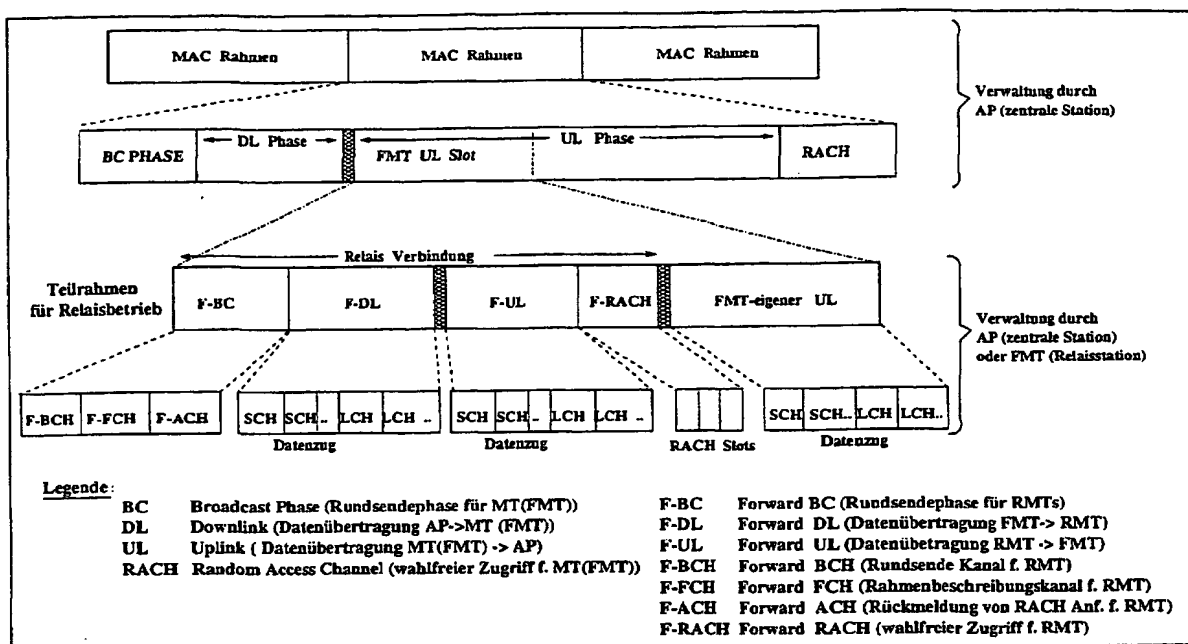 MAC Rahmen MAC Rahmen MAC Rahmen
Verwaltung durch
AP (zentrale Station)
BC PHASE DL Phase FMT UL Slot UL Phase RACH
Relais Verbindung
Teilrahmen
für Relaisbetrieb
F-BC F-DL F-UL F-RACH FMT-eigener UL
Verwaltung durch
AP (zentrale Station)
oder FMT (Relaisstation)
F-BCH F-FCH F-ACH SCH SCH.. LCH LCH .. SCH SCH.. LCH LCH .. SCH SCH.. LCH LCH..
Datenzug Datenzug RACH Slots Datenzug
Legende:
BC Broadcast Phase (Rundsendephase für MT(FMT))
DL Downlink (Datenübertragung AP->MT (FMT))
UL Uplink ( Datenübertragung MT(FMT) -> AP)
RACH Random Access Channel (wahlfreier Zugriff f. MT(FMT))
F-BC Forward BC (Rundsendephase für RMTs)
F-DL Forward DL (Datenübertragung FMT-> RMT)
F-UL Forward UL (Datenübetragung RMT -> FMT)
F-BCH Forward BCH (Rundsende Kanal f. RMT)
F-FCH Forward FCH (Rahmenbeschreibungskanal f. RMT)
F-ACH Forward ACH (Rückmeldung von RACH Anf. f. RMT)
F-RACH Forward RACH (wahlfreier Zugriff f. RMT)